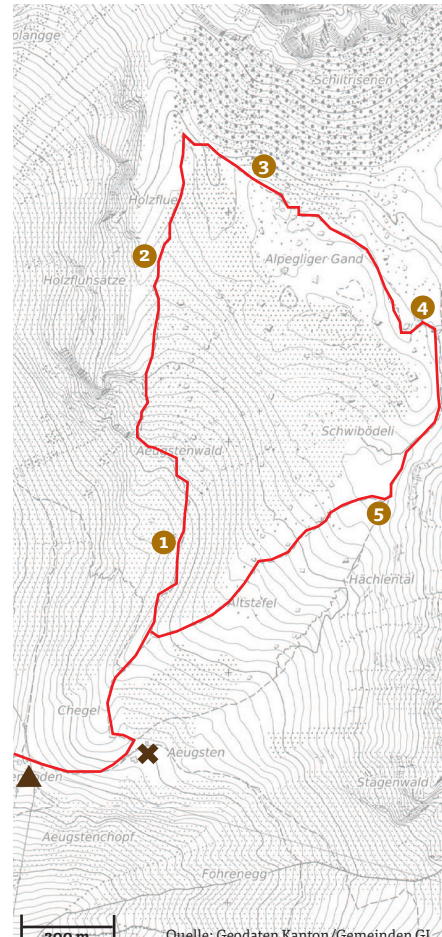 Schiltrisenen
3
Holzflue
2
Alpegliger Gand
Holzfluhsätze
4
Schwibödeli
Aeugstenwald
5
1
Hächlental
Altstafel
Chegel
Aeugsten
Stagenwald
Aeugstenchopf
Fohrenegg
200 m
Quelle: Geodaten Kanton/Gemeinden GL